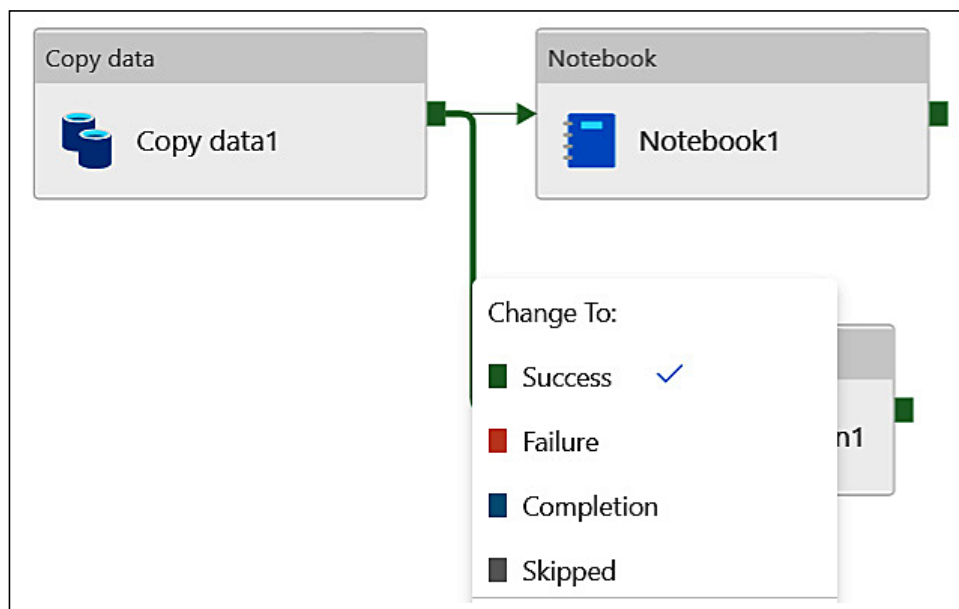 Copy data
Notebook
Copy data1
Notebook1
Change To:
Success
Failure
n1
Completion
Skipped